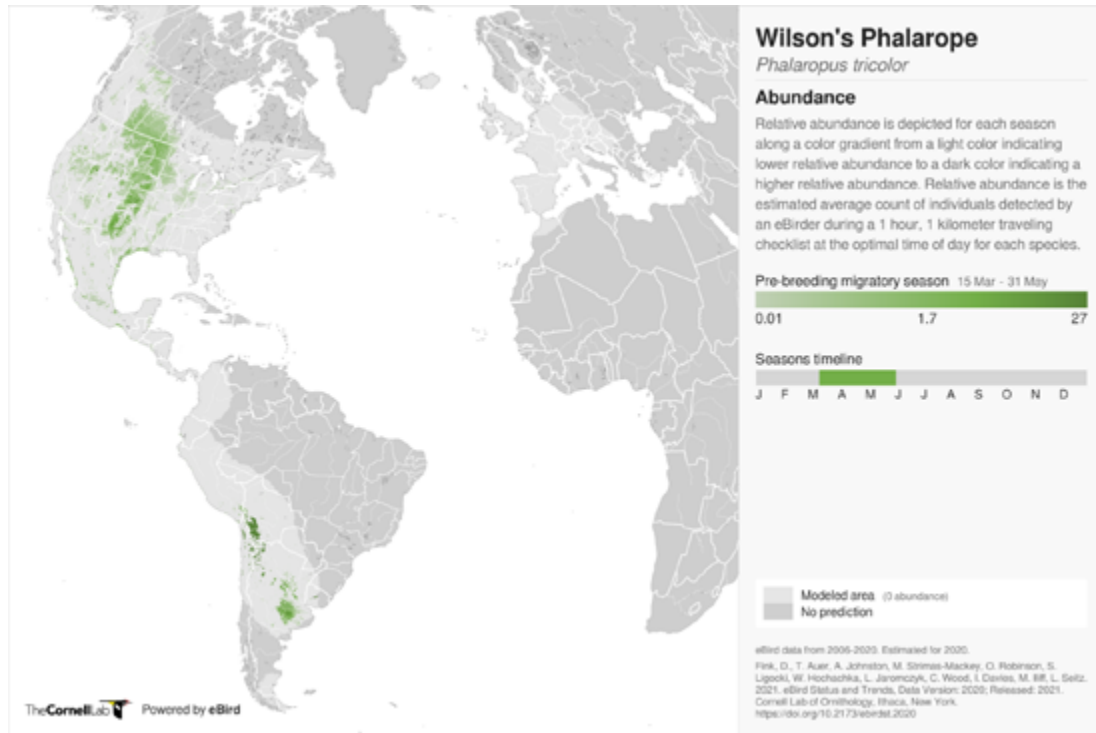 Wilson's Phalarope
Phalaropus tricolor
Abundance
Relative abundance is depicted for each season
along a color gradient from a light color indicating
lower relative abundance to a dark color indicating a
higher relative abundance. Relative abundance is the
estimated average count of individuals detected by
an eBirder during a 1 hour, 1 kilometer traveling
checklist at the optimal time of day for each species.
Pre-breeding migratory season 15 Mar - 31 May
0.01 1.7 27
Seasons timeline
J F M A M J J A S O N D
Modeled area (0 abundance)
No prediction
eBird data from 2006-2020. Estimated for 2020.
Fink, D., T. Auer, A. Johnston, M. Strimas-Mackey, O. Robinson, S.
Ligocki, W. Hochachka, L. Jaromczyk, C. Wood, I. Davies, M. Iliff, L. Seitz.
2021. eBird Status and Trends, Data Version: 2020; Released: 2021.
Cornell Lab of Ornithology, Ithaca, New York.
https://doi.org/10.2173/ebirdst.2020
TheCornellLab Powered by eBird